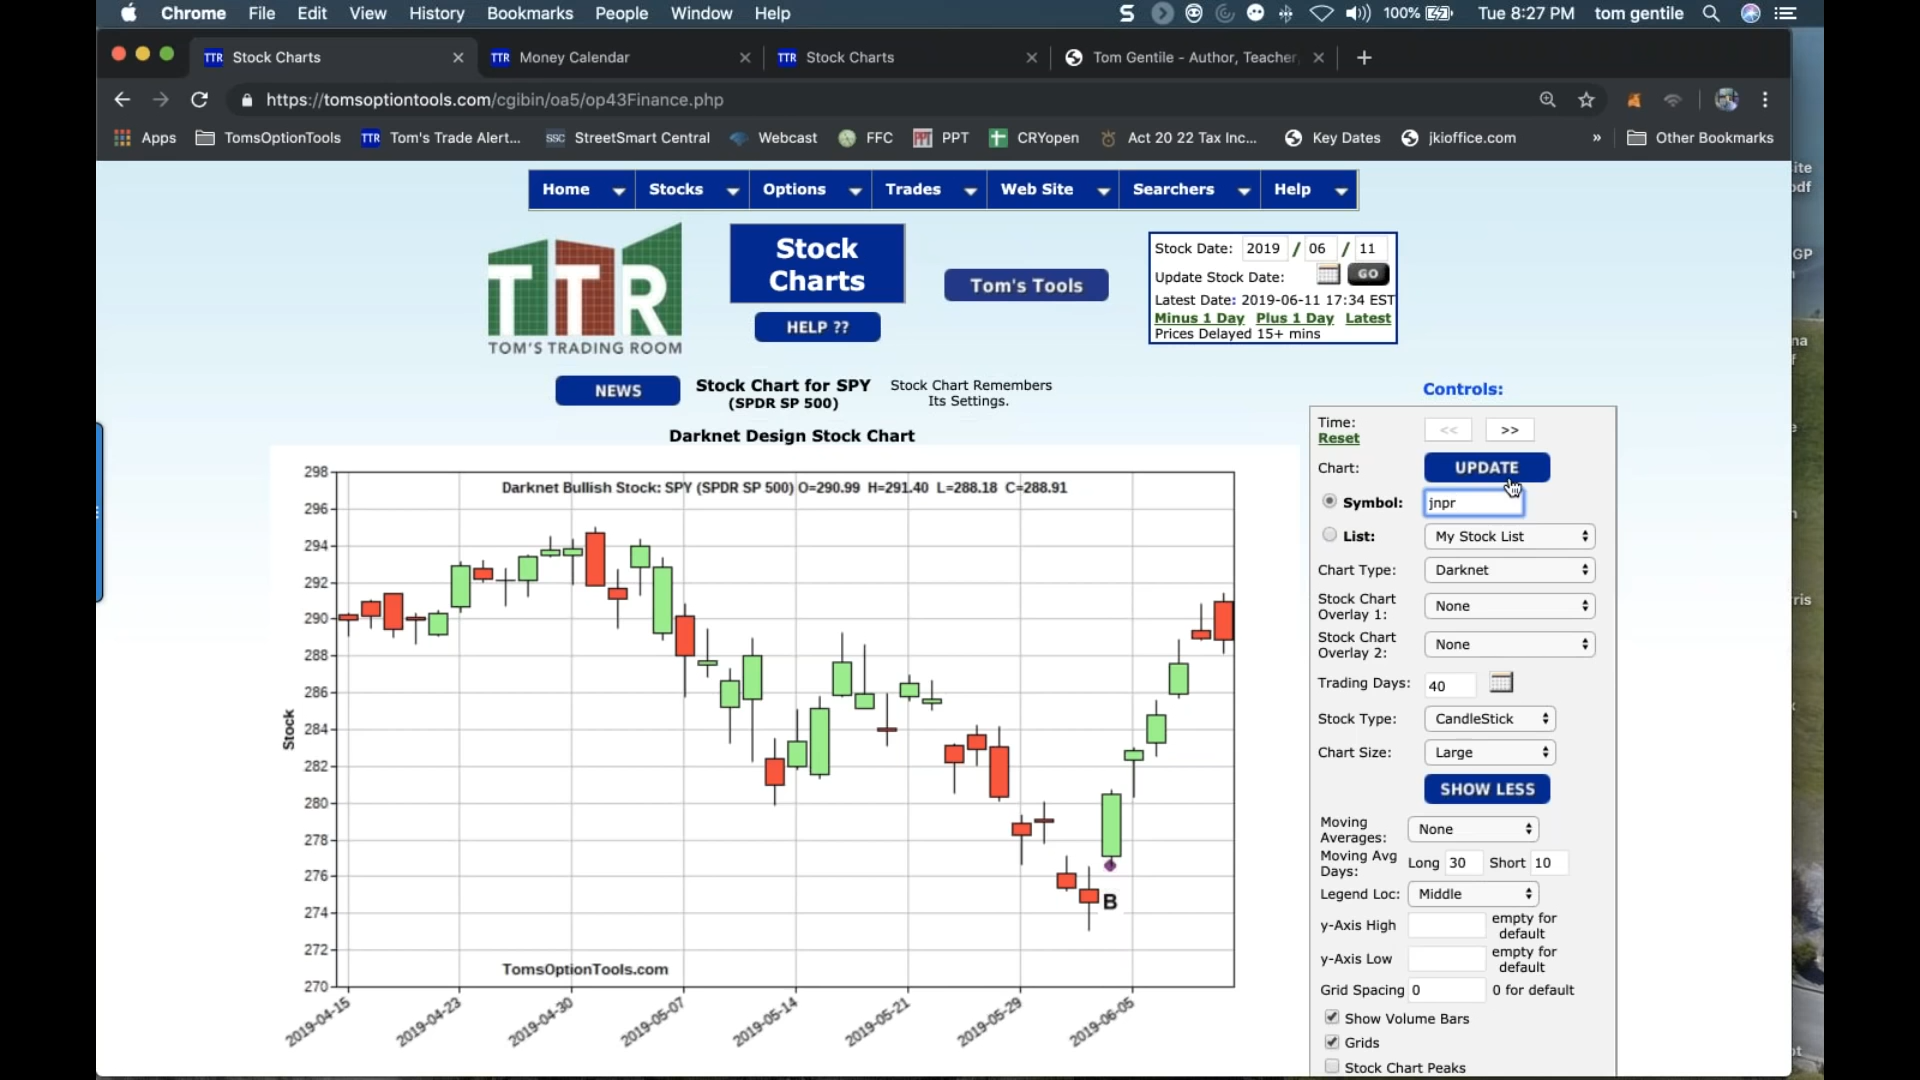 Chrome File Edit View History Bookmarks People Window Help 100% Tue 8:27 PM tom gentile
TTR Stock Charts TTR Money Calendar TTR Stock Charts Tom Gentile - Author, Teacher,
https://tomsoptiontools.com/cgibin/oa5/op43Finance.php
Apps TomsOptionTools TTR Tom's Trade Alert... SSC StreetSmart Central Webcast FFC PPT PPT CRYopen Act 20 22 Tax Inc... Key Dates jkioffice.com » Other Bookmarks
Home Stocks Options Trades Web Site Searchers Help
TTR
TOM'S TRADING ROOM
Stock
Charts
HELP ??
Tom's Tools
Stock Date: 2019 / 06 / 11
Update Stock Date: GO
Latest Date: 2019-06-11 17:34 EST
Minus 1 Day Plus 1 Day Latest
Prices Delayed 15+ mins
NEWS
Stock Chart for SPY
(SPDR SP 500)
Stock Chart Remembers
Its Settings.
Darknet Design Stock Chart
Darknet Bullish Stock: SPY (SPDR SP 500) O=290.99 H=291.40 L=288.18 C=288.91
298
296
294
292
290
288
286
284
282
280
278
276
274
272
270
Stock
B
TomsOptionTools.com
2019-04-15 2019-04-23 2019-04-30 2019-05-07 2019-05-14 2019-05-21 2019-05-29 2019-06-05
Controls:
Time:
Reset << >>
Chart: UPDATE
Symbol: jnpr
List: My Stock List
Chart Type: Darknet
Stock Chart
Overlay 1: None
Stock Chart
Overlay 2: None
Trading Days: 40
Stock Type: CandleStick
Chart Size: Large
SHOW LESS
Moving
Averages: None
Moving Avg
Days: Long 30 Short 10
Legend Loc: Middle
y-Axis High empty for
default
y-Axis Low empty for
default
Grid Spacing 0 0 for default
Show Volume Bars
Grids
Stock Chart Peaks